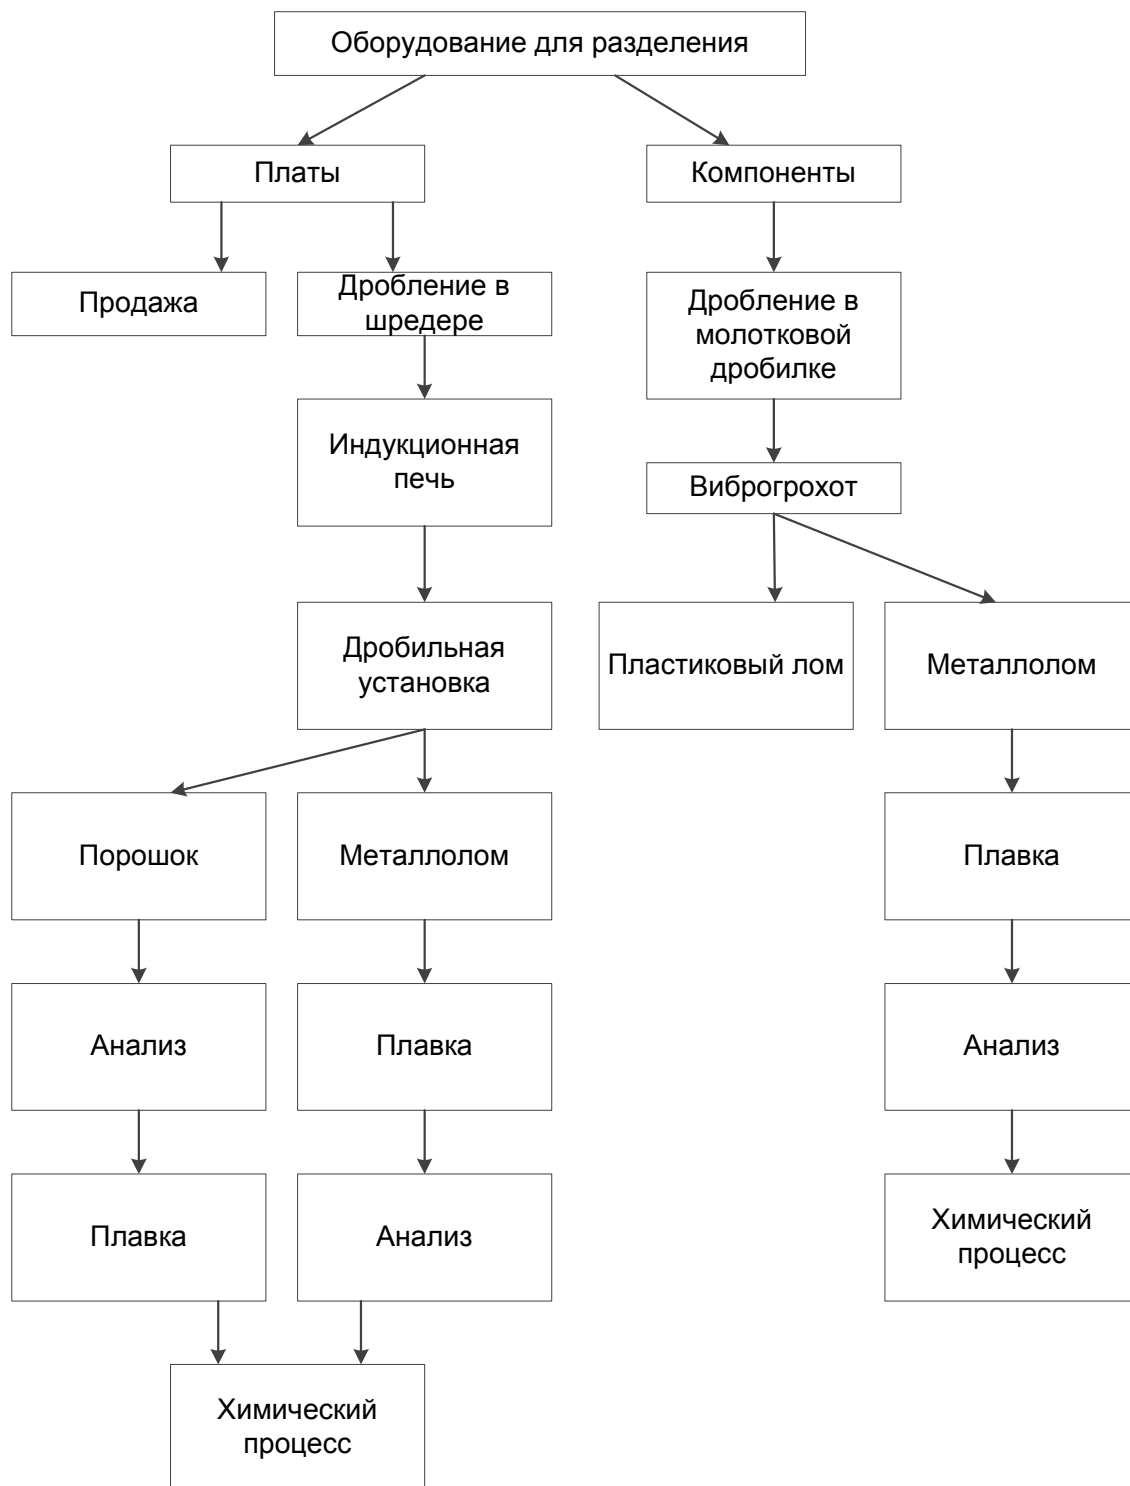 Оборудование для разделения
Платы
Компоненты
Продажа
Дробление в
шредере
Дробление в
молотковой
дробилке
Индукционная
печь
Виброгрохот
Дробильная
установка
Пластиковый лом
Металлолом
Порошок
Металлолом
Плавка
Анализ
Плавка
Анализ
Плавка
Анализ
Химический
процесс
Химический
процесс